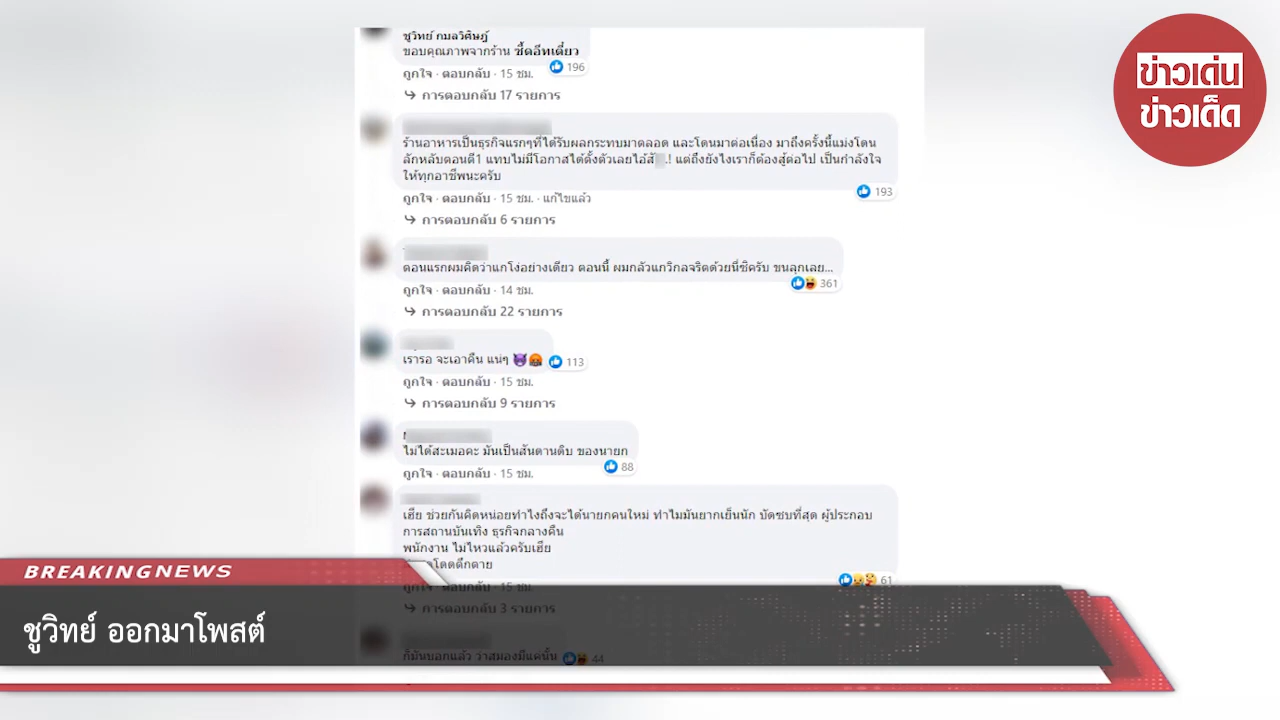 ชูวิทย์ กมลวิศิษฎ์
ขอบคุณภาพจากร้าน ซี้ดอีทเดี๋ยว
196
ถูกใจ · ตอบกลับ · 15 ชม.
การตอบกลับ 17 รายการ
ข่าวเด่น
ข่าวเด็ด
ร้านอาหารเป็นธุรกิจแรกๆที่ได้รับผลกระทบมาตลอด และโดนมาต่อเนื่อง มาถึงครั้งนี้แม่งโดน
ลักหลับตอนตี1 แทบไม่มีโอกาสได้ตั้งตัวเลยไอ้สั .! แต่ถึงยังไงเราก็ต้องสู้ต่อไป เป็นกำลังใจ
ให้ทุกอาชีพนะครับ
193
ถูกใจ · ตอบกลับ · 15 ชม. · แก้ไขแล้ว
การตอบกลับ 6 รายการ
ตอนแรกผมคิดว่าแกโง่อย่างเดียว ตอนนี้ ผมกลัวแกวิกลจริตด้วยนี่ซิครับ ขนลุกเลย...
361
ถูกใจ · ตอบกลับ · 14 ชม.
การตอบกลับ 22 รายการ
เรารอ จะเอาคืน แน่ๆ 👿🤬
113
ถูกใจ · ตอบกลับ · 15 ชม.
การตอบกลับ 9 รายการ
ไม่ได้สะเมอคะ มันเป็นสันดานดิบ ของนายก
88
ถูกใจ · ตอบกลับ · 15 ชม.
เฮีย ช่วยกันคิดหน่อยทำไงถึงจะได้นายกคนใหม่ ทำไมมันยากเย็นนัก บัดซบที่สุด ผู้ประกอบ
การสถานบันเทิง ธุรกิจกลางคืน
พนักงาน ไม่ไหวแล้วครับเฮีย
โดดตึกตาย
61
ถูกใจ · ตอบกลับ · 15 ชม.
การตอบกลับ 3 รายการ
ก็มันบอกแล้ว ว่าสมองมีแค่นั้น
44
BREAKING NEWS
ชูวิทย์ ออกมาโพสต์